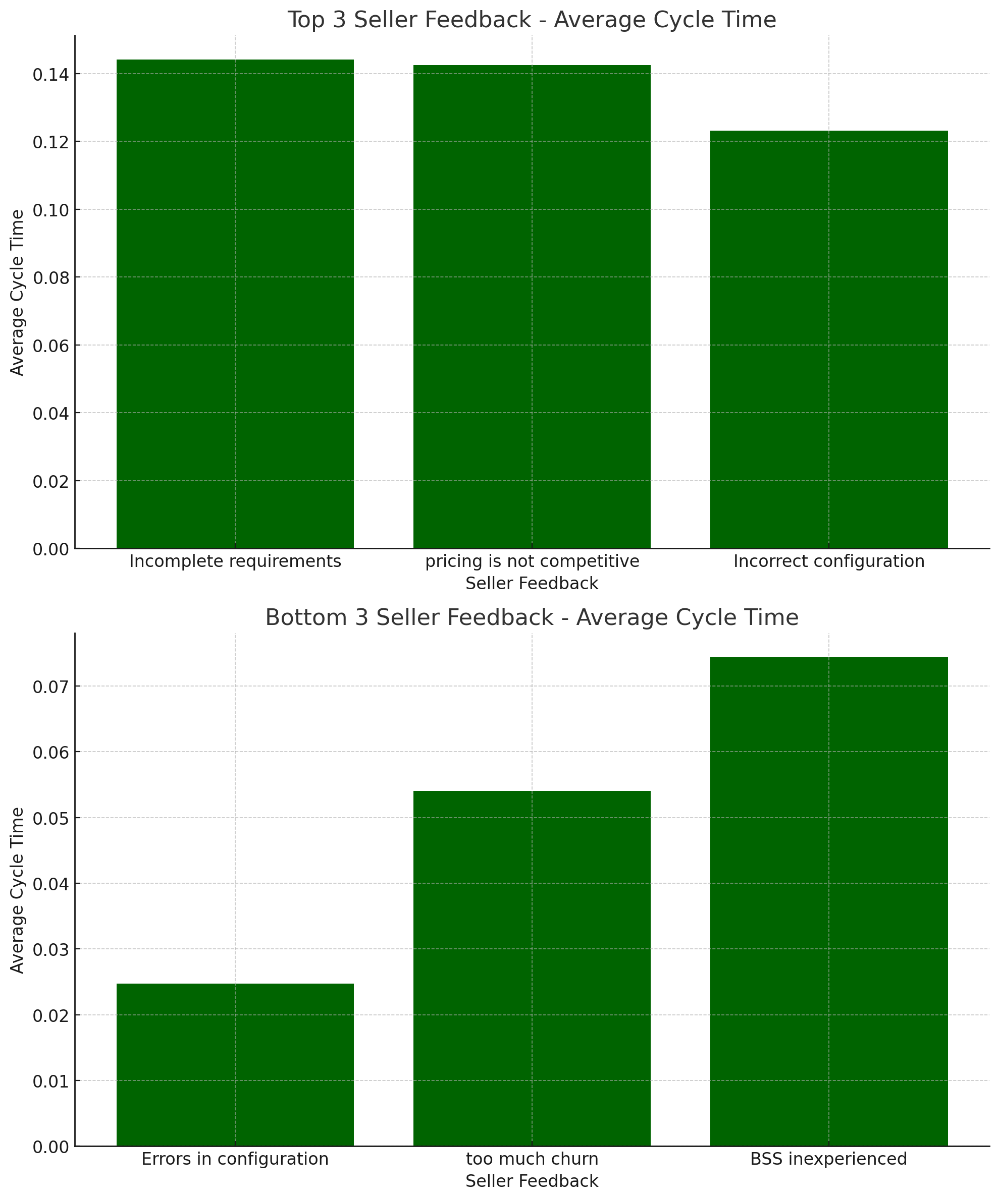 Top 3 Seller Feedback - Average Cycle Time
Average Cycle Time
0.14
0.12
0.10
0.08
0.06
0.04
0.02
0.00
Incomplete requirements
pricing is not competitive
Incorrect configuration
Seller Feedback
Bottom 3 Seller Feedback - Average Cycle Time
Average Cycle Time
0.07
0.06
0.05
0.04
0.03
0.02
0.01
0.00
Errors in configuration
too much churn
BSS inexperienced
Seller Feedback